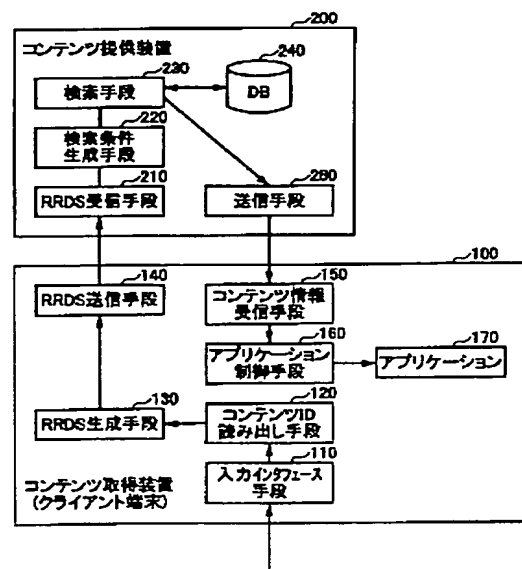 200
コンテンツ提供装置
230
240
検索手段
DB
220
検索条件
生成手段
210
RRDS受信手段
送信手段
100
140
RRDS送信手段
150
コンテンツ情報
受信手段
160
アプリケーション
制御手段
170
アプリケーション
130
RRDS生成手段
120
コンテンツID
読み出し手段
110
入力インタフェース
手段
コンテンツ取得装置
(クライアント端末)